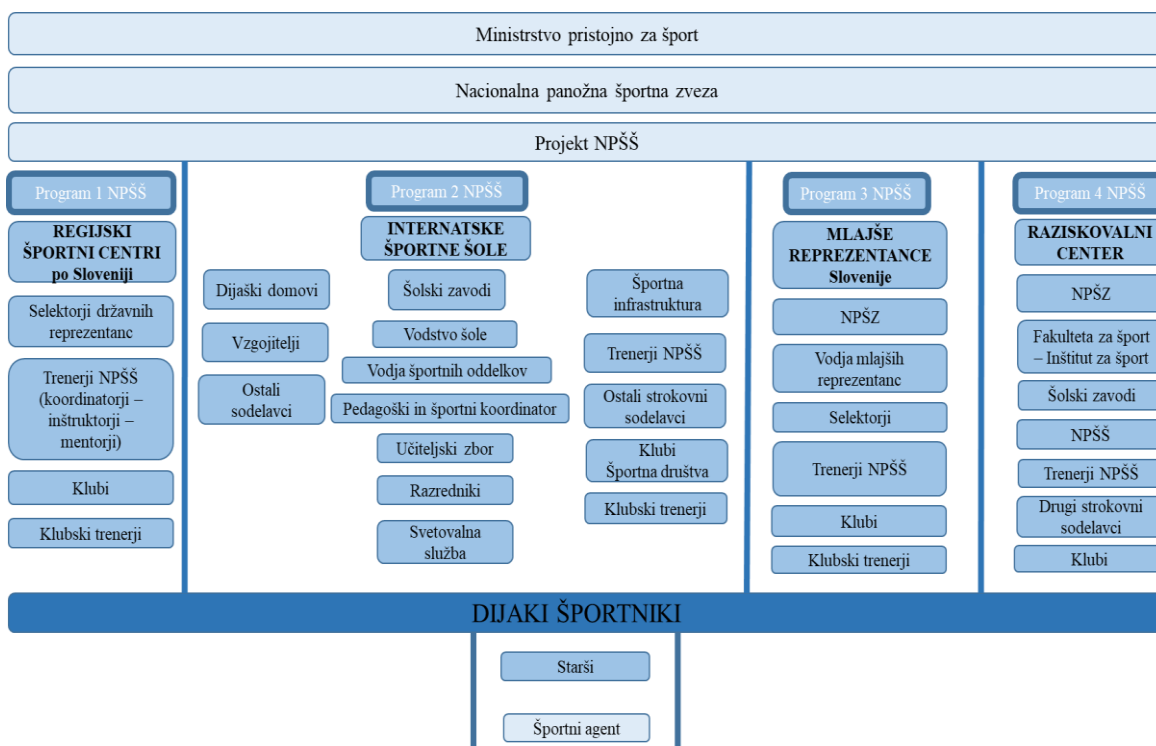 Ministrstvo pristojno za šport
Nacionalna panožna športna zveza
Projekt NPŠŠ
Program 1 NPŠŠ
REGIJSKI
ŠPORTNI CENTRI
po Sloveniji
Selektorji državnih
reprezentanc
Trenerji NPŠŠ
(koordinatorji –
inštruktorji –
mentorji)
Klubi
Klubski trenerji
Program 2 NPŠŠ
INTERNATSKE
ŠPORTNE ŠOLE
Dijaški domovi
Vzgojitelji
Ostali
sodelavci
Šolski zavodi
Vodstvo šole
Vodja športnih oddelkov
Pedagoški in športni koordinator
Učiteljski zbor
Razredniki
Svetovalna
služba
Športna
infrastruktura
Trenerji NPŠŠ
Ostali strokovni
sodelavci
Klubi
Športna društva
Klubski trenerji
Program 3 NPŠŠ
MLAJŠE
REPREZENTANCE
Slovenije
NPŠZ
Vodja mlajših
reprezentanc
Selektorji
Trenerji NPŠŠ
Klubi
Klubski trenerji
Program 4 NPŠŠ
RAZISKOVALNI
CENTER
NPŠZ
Fakulteta za šport
– Inštitut za šport
Šolski zavodi
NPŠŠ
Trenerji NPŠŠ
Drugi strokovni
sodelavci
Klubi
DIJAKI ŠPORTNIKI
Starši
Športni agent